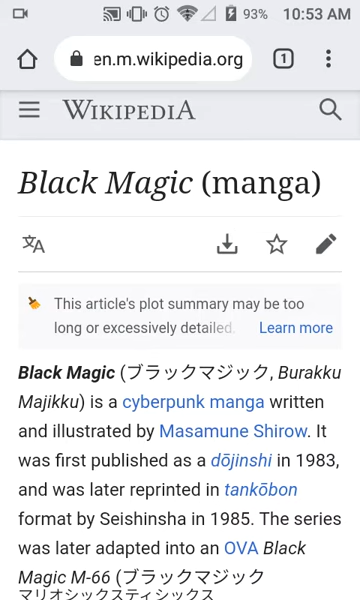 93% 10:53 AM
en.m.wikipedia.org 1
WIKIPEDIA
Black Magic (manga)
This article's plot summary may be too
long or excessively detailed. Learn more
Black Magic (ブラックマジック, Burakku
Majikku) is a cyberpunk manga written
and illustrated by Masamune Shirow. It
was first published as a dōjinshi in 1983,
and was later reprinted in tankōbon
format by Seishinsha in 1985. The series
was later adapted into an OVA Black
Magic M-66 (ブラックマジック
マリオシックスティシックス